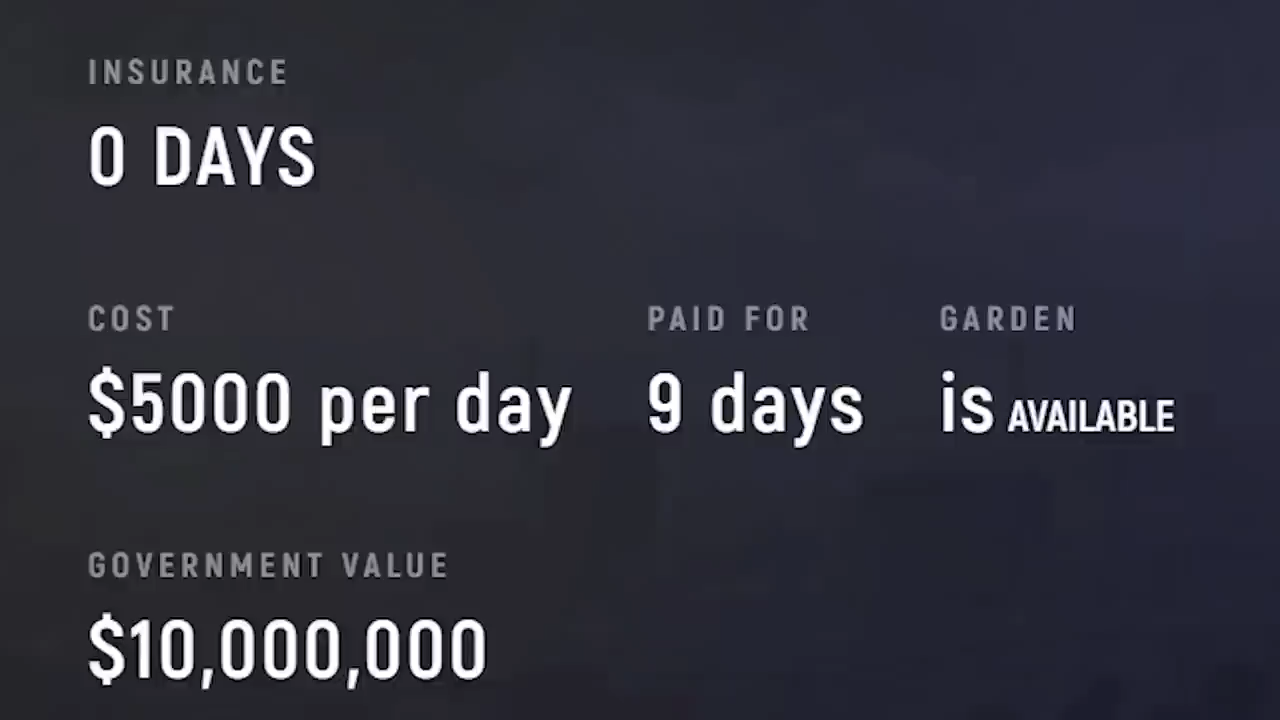 INSURANCE
0 DAYS
COST
$5000 per day
PAID FOR
9 days
GARDEN
is AVAILABLE
GOVERNMENT VALUE
$10,000,000